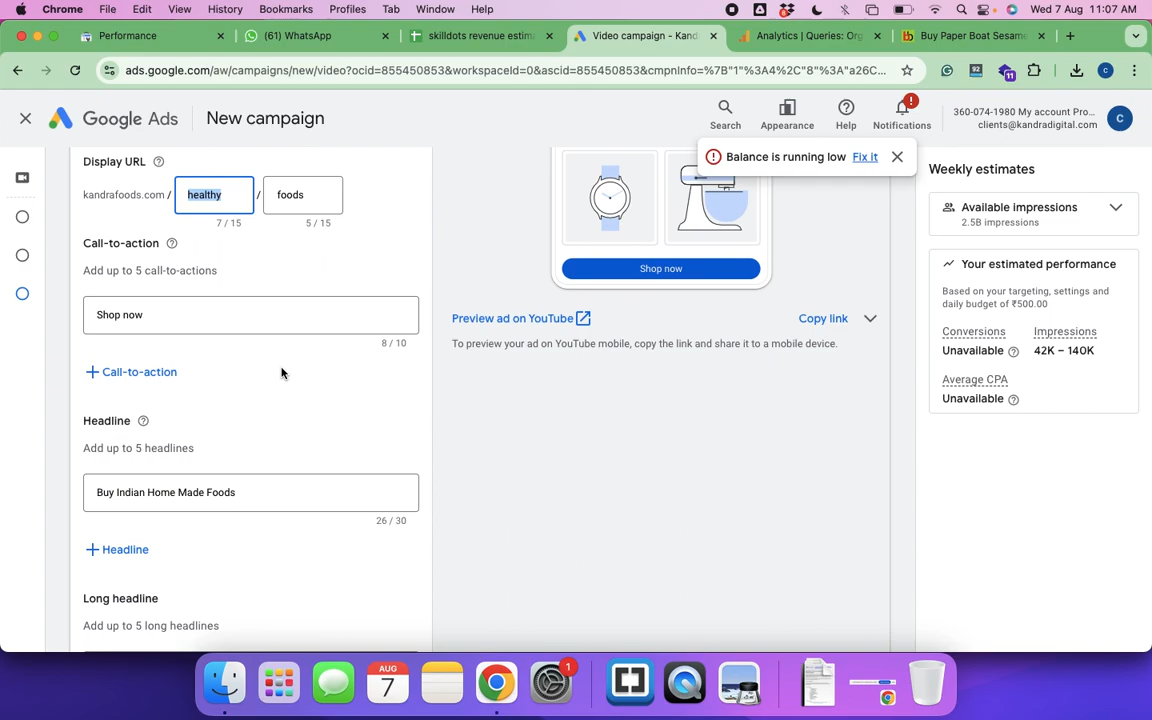 Chrome File Edit View History Bookmarks Profiles Tab Window Help Wed 7 Aug 11:07 AM
Performance (61) WhatsApp skilldots revenue estim Video campaign - Kand Analytics | Queries: Org Buy Paper Boat Sesame
ads.google.com/aw/campaigns/new/video?ocid=855450853&workspaceId=0&ascid=855450853&cmpnInfo=%7B"1"%3A4%2C"8"%3A"a26C... 92 11 C
Google Ads New campaign Search Appearance Help Notifications
360-074-1980 My account Pro...
clients@kandradigital.com C
Balance is running low Fix it
Display URL
kandrafoods.com / healthy / foods
7 / 15 5 / 15
Call-to-action
Add up to 5 call-to-actions
Shop now
8 / 10
Call-to-action
Headline
Add up to 5 headlines
Buy Indian Home Made Foods
26 / 30
Headline
Long headline
Add up to 5 long headlines
Shop now
Preview ad on YouTube Copy link
To preview your ad on YouTube mobile, copy the link and share it to a mobile device.
Weekly estimates
Available impressions
2.5B impressions
Your estimated performance
Based on your targeting, settings and
daily budget of ₹500.00
Conversions Impressions
Unavailable 42K – 140K
Average CPA
Unavailable
AUG
7
1